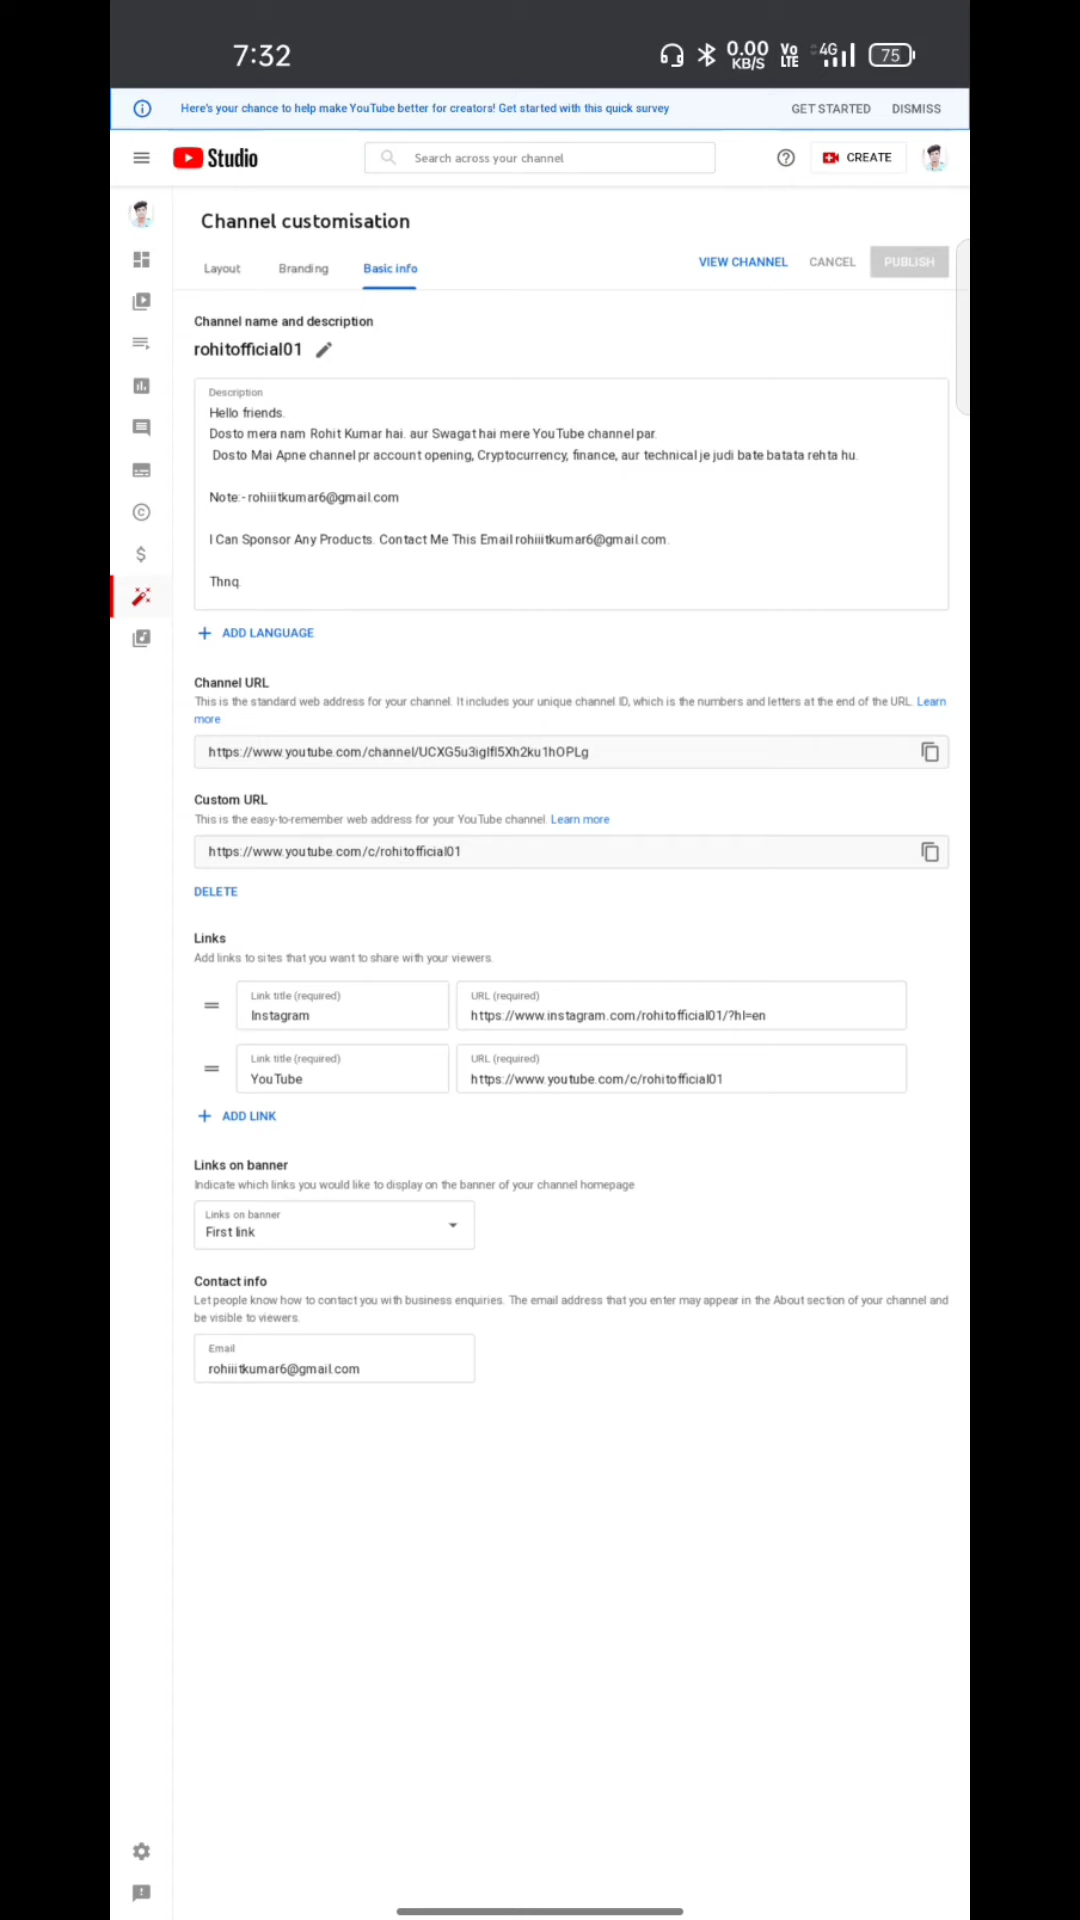 7:32
0.00
KB/S
Vo
LTE
4G
75
Here's your chance to help make YouTube better for creators! Get started with this quick survey
GET STARTED
DISMISS
Studio
Search across your channel
CREATE
Channel customisation
Layout
Branding
Basic info
VIEW CHANNEL
CANCEL
PUBLISH
Channel name and description
rohitofficial01
Description
Hello friends.
Dosto mera nam Rohit Kumar hai. aur Swagat hai mere YouTube channel par.
Dosto Mai Apne channel pr account opening, Cryptocurrency, finance, aur technical je judi bate batata rehta hu.
Note:- rohiiitkumar6@gmail.com
I Can Sponsor Any Products. Contact Me This Email rohiiitkumar6@gmail.com.
Thnq.
ADD LANGUAGE
Channel URL
This is the standard web address for your channel. It includes your unique channel ID, which is the numbers and letters at the end of the URL. Learn
more
https://www.youtube.com/channel/UCXG5u3iglfI5Xh2ku1hOPLg
Custom URL
This is the easy-to-remember web address for your YouTube channel. Learn more
https://www.youtube.com/c/rohitofficial01
DELETE
Links
Add links to sites that you want to share with your viewers.
Link title (required)
Instagram
URL (required)
https://www.instagram.com/rohitofficial01/?hl=en
Link title (required)
YouTube
URL (required)
https://www.youtube.com/c/rohitofficial01
ADD LINK
Links on banner
Indicate which links you would like to display on the banner of your channel homepage
Links on banner
First link
Contact info
Let people know how to contact you with business enquiries. The email address that you enter may appear in the About section of your channel and
be visible to viewers.
Email
rohiiitkumar6@gmail.com